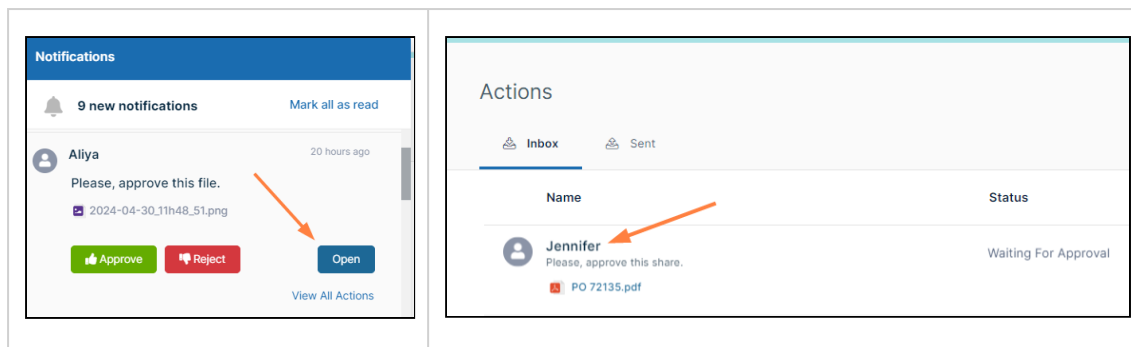 Notifications
9 new notifications Mark all as read
Aliya 20 hours ago
Please, approve this file.
2024-04-30_11h48_51.png
Approve Reject Open
View All Actions
Actions
Inbox Sent
Name Status
Jennifer
Please, approve this share. Waiting For Approval
PO 72135.pdf